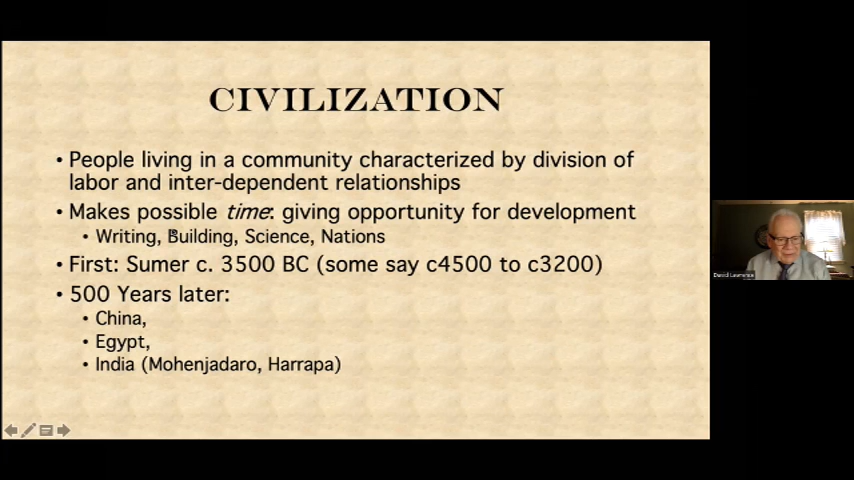 CIVILIZATION
• People living in a community characterized by division of
labor and inter-dependent relationships
• Makes possible time: giving opportunity for development
• Writing, Building, Science, Nations
• First: Sumer c. 3500 BC (some say c4500 to c3200)
• 500 Years later:
• China,
• Egypt,
• India (Mohenjadaro, Harrapa)
David Lawrence